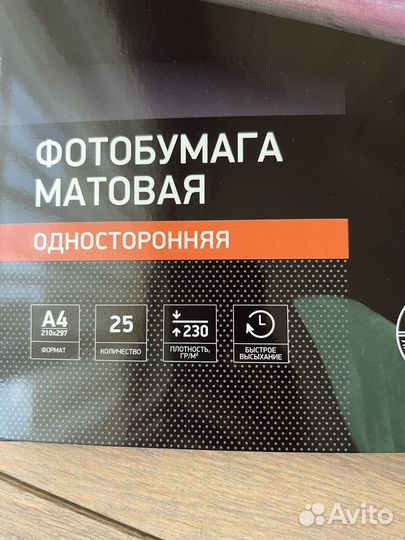 ФОТОБУМАГА
МАТОВАЯ
ОДНОСТОРОННЯЯ
A4
210x297
ФОРМАТ
25
КОЛИЧЕСТВО
230
ПЛОТНОСТЬ,
ГР/М²
БЫСТРОЕ
ВЫСЫХАНИЕ
Avito